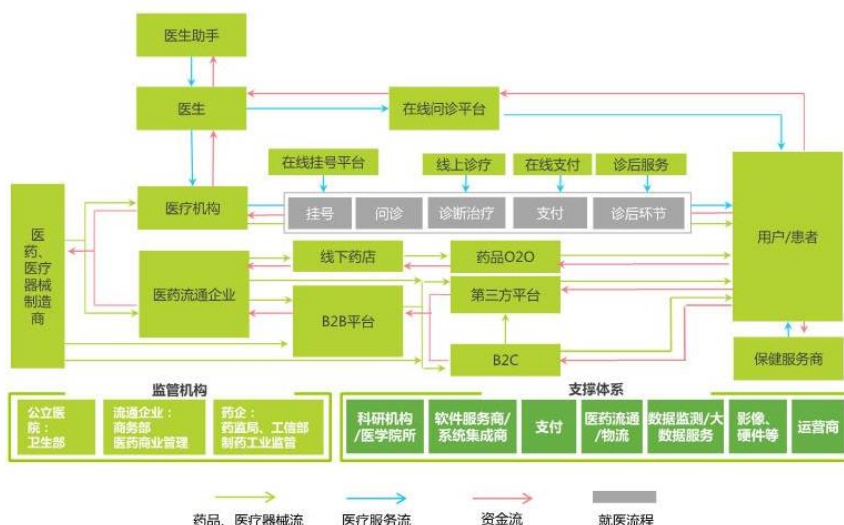 医生助手
医生
在线问诊平台
在线挂号平台
线上诊疗
在线支付
诊后服务
医疗机构
挂号
问诊
诊断治疗
支付
诊后环节
用户/患者
医
药、
医疗
器械
制造
商
线下药店
药品O2O
医药流通企业
第三方平台
B2B平台
B2C
保健服务商
监管机构
支撑体系
公立医
院：
卫生部
流通企业：
商务部
医药商业管理
药企：
药监局、工信部
制药工业监管
科研机构
/医学院所
软件服务商/
系统集成商
支付
医药流通
/物流
数据监测/大
数据服务
影像、
硬件等
运营商
药品、医疗器械流
医疗服务流
资金流
就医流程